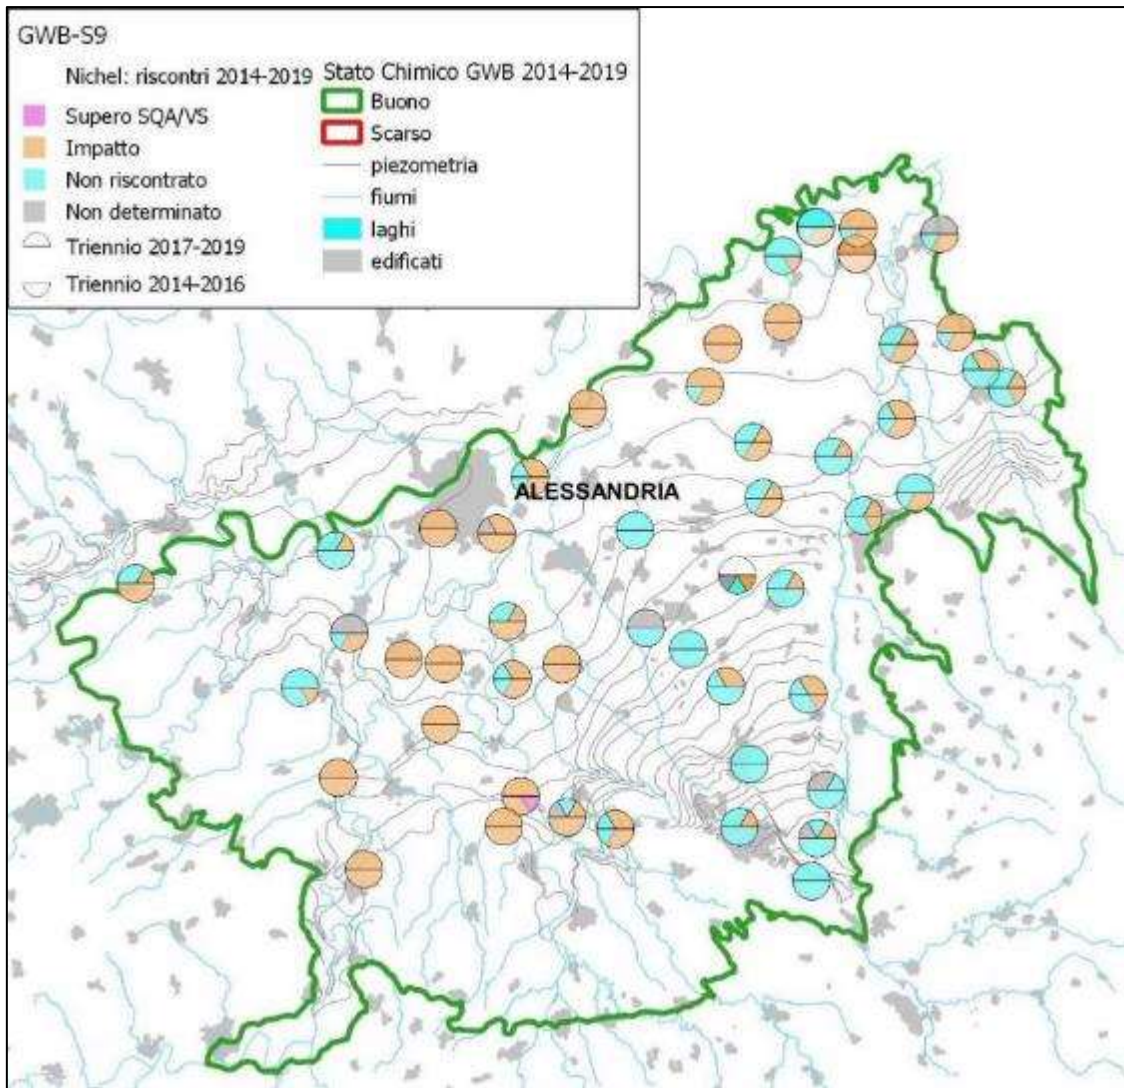 GWB-S9
Nichel: riscontri 2014-2019
Supero SQA/VS
Impatto
Non riscontrato
Non determinato
Triennio 2017-2019
Triennio 2014-2016
Stato Chimico GWB 2014-2019
Buono
Scarso
piezometria
fiumi
laghi
edificati
ALESSANDRIA